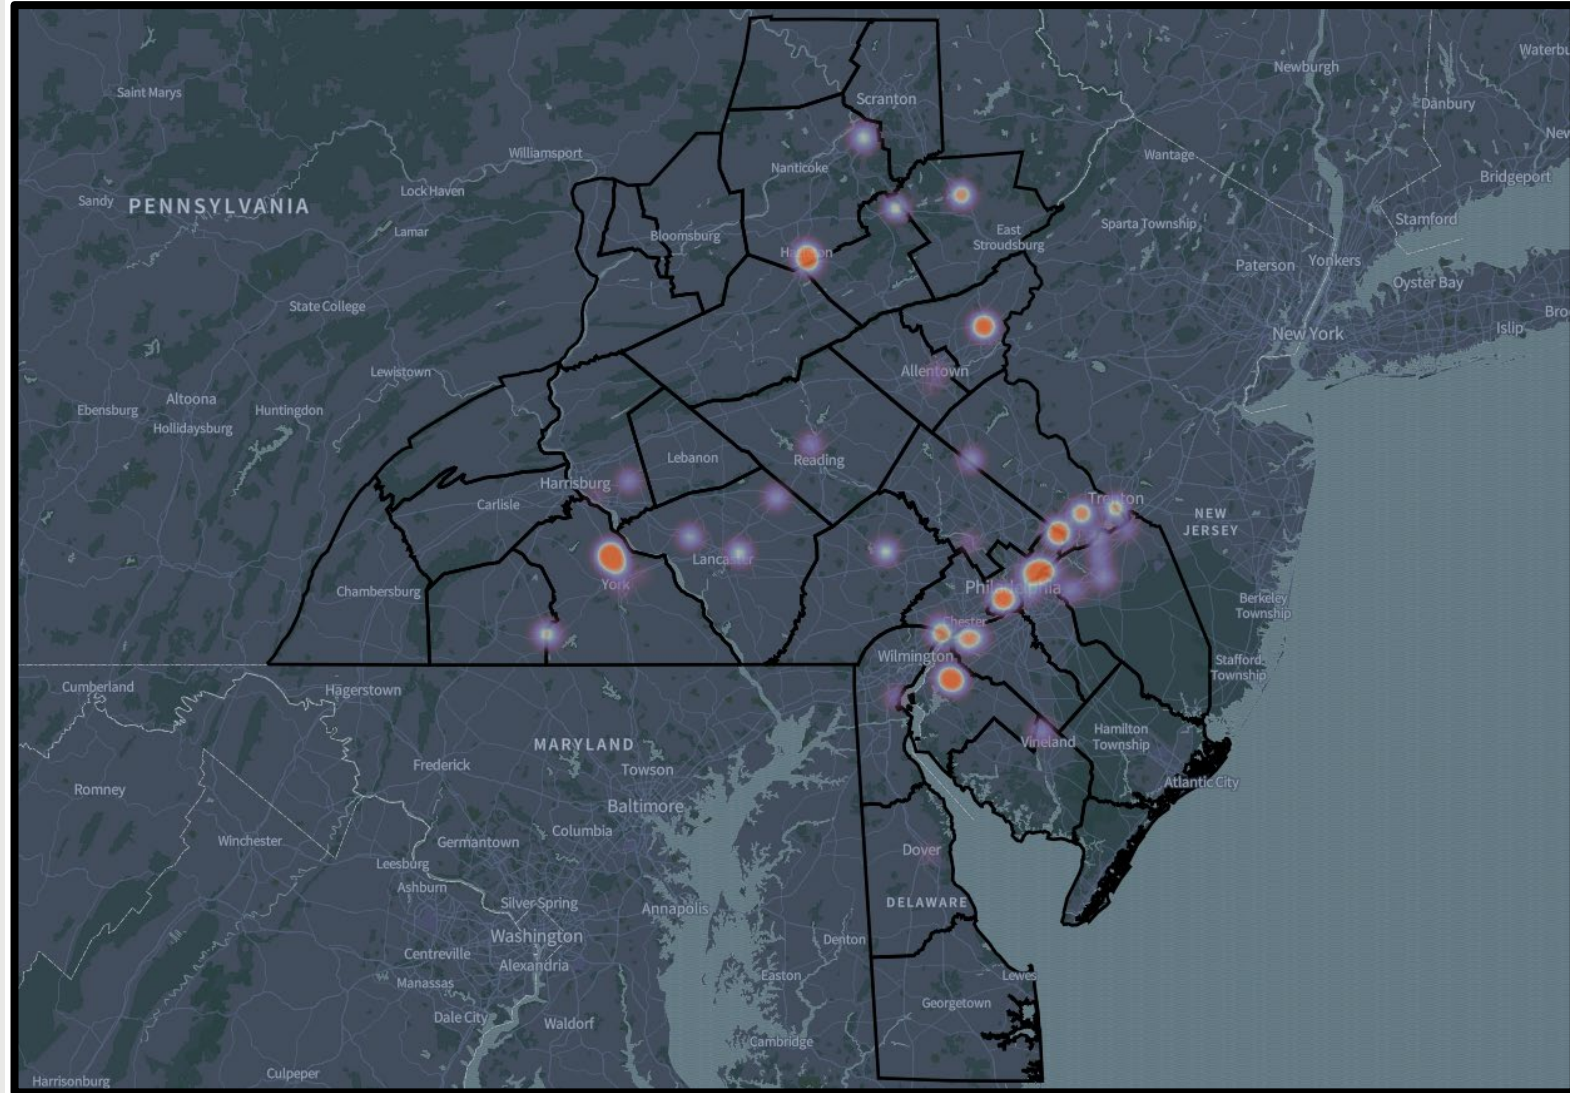 Waterbu
Newburgh
Saint Marys
Scranton
Danbury
New
Williamsport
Wantage
Nanticoke
Bridgeport
Lock Haven
Sandy
PENNSYLVANIA
Stamford
Sparta Township
Lamar
Bloomsburg
East
Stroudsburg
Paterson
Yonkers
Oyster Bay
State College
Bro
Islip
New York
Lewistown
Allentown
Altoona
Ebensburg
Huntingdon
Hollidaysburg
Lebanon
Reading
Harrisburg
Trenton
Carlisle
NEW
JERSEY
Lancaster
York
Chambersburg
Philadelphia
Berkeley
Township
Chester
Wilmington
Stafford
Township
Cumberland
Hagerstown
Hamilton
Township
Vineland
MARYLAND
Frederick
Towson
Atlantic City
Romney
Baltimore
Columbia
Winchester
Germantown
Dover
Leesburg
Ashburn
Silver Spring
DELAWARE
Annapolis
Washington
Denton
Centreville
Alexandria
Easton
Lewes
Manassas
Georgetown
Dale City
Waldorf
Cambridge
Culpeper
Harrisonburg